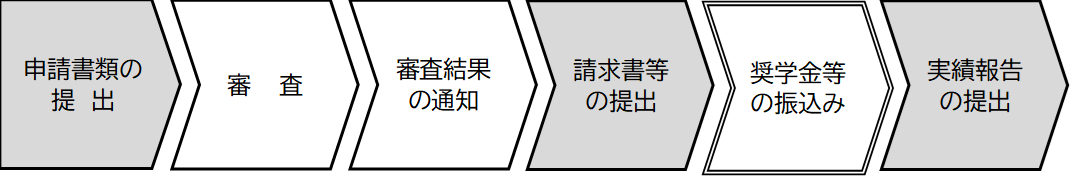 申請書類の
提 出
審 査
審査結果
の通知
請求書等
の提出
奨学金等
の振込み
実績報告
の提出